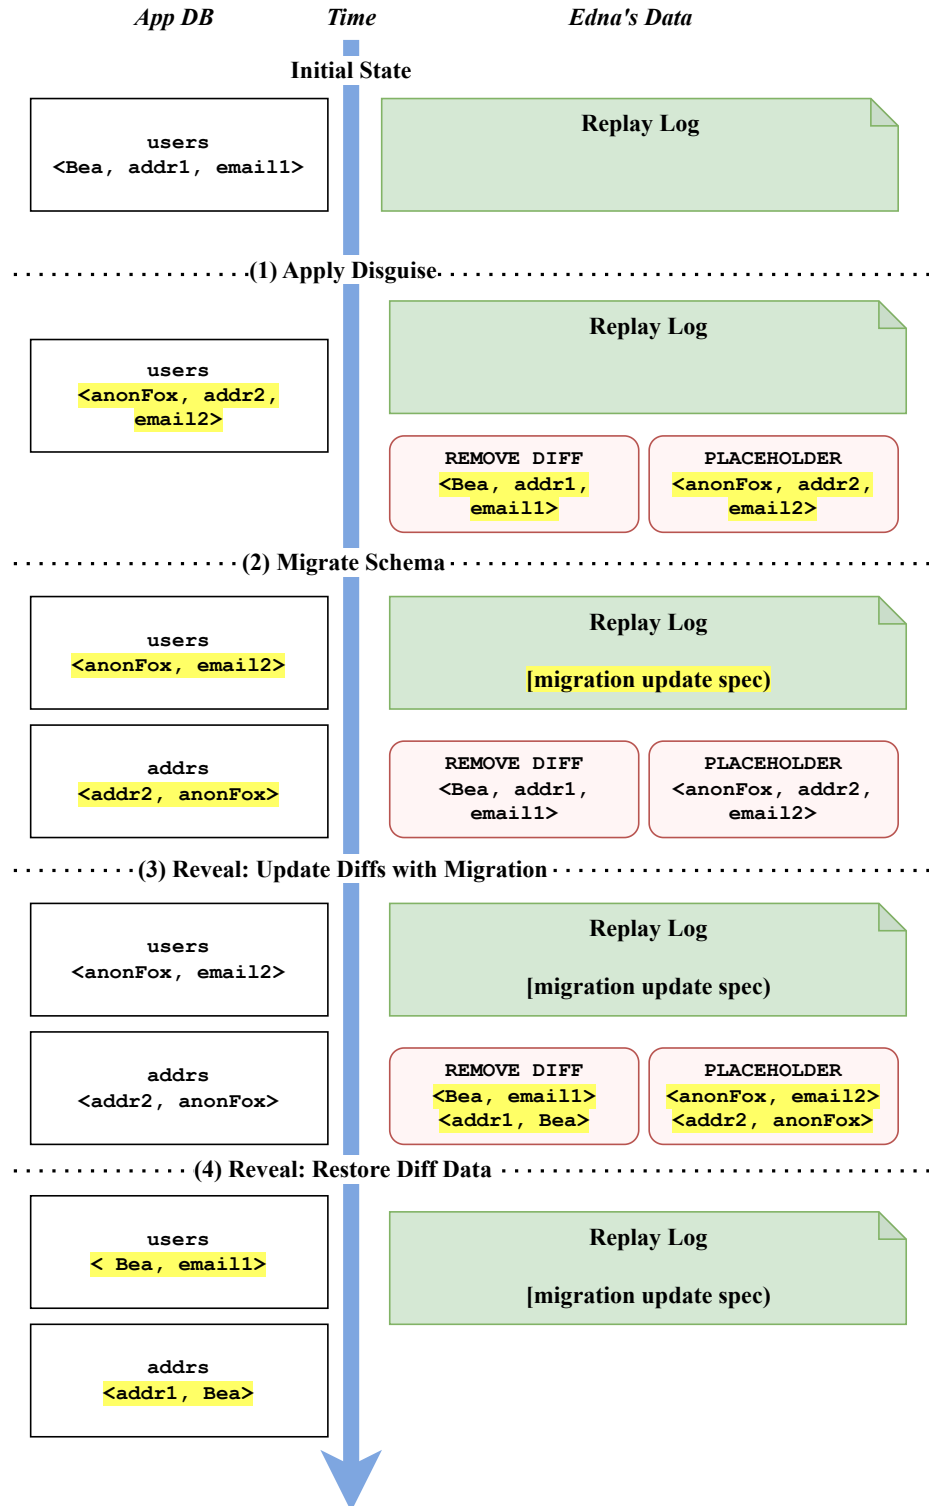 App DB
Time
Edna's Data
Initial State
users
<Bea, addr1, email1>
Replay Log
(1) Apply Disguise
users
<anonFox, addr2,
email2>
Replay Log
REMOVE DIFF
<Bea, addr1,
email1>
PLACEHOLDER
<anonFox, addr2,
email2>
(2) Migrate Schema
users
<anonFox, email2>
Replay Log
[migration update spec)
addrs
<addr2, anonFox>
REMOVE DIFF
<Bea, addr1,
email1>
PLACEHOLDER
<anonFox, addr2,
email2>
(3) Reveal: Update Diffs with Migration
users
<anonFox, email2>
Replay Log
[migration update spec)
addrs
<addr2, anonFox>
REMOVE DIFF
<Bea, email1>
<addr1, Bea>
PLACEHOLDER
<anonFox, email2>
<addr2, anonFox>
(4) Reveal: Restore Diff Data
users
< Bea, email1>
Replay Log
[migration update spec)
addrs
<addr1, Bea>